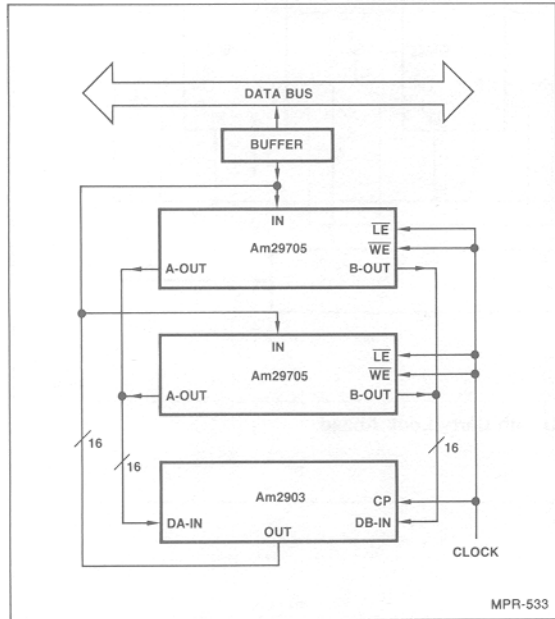 DATA BUS
BUFFER
IN
LE
Am29705
WE
A-OUT
B-OUT
IN
LE
Am29705
WE
A-OUT
B-OUT
16
16
16
Am2903
CP
DA-IN
OUT
DB-IN
CLOCK
MPR-533